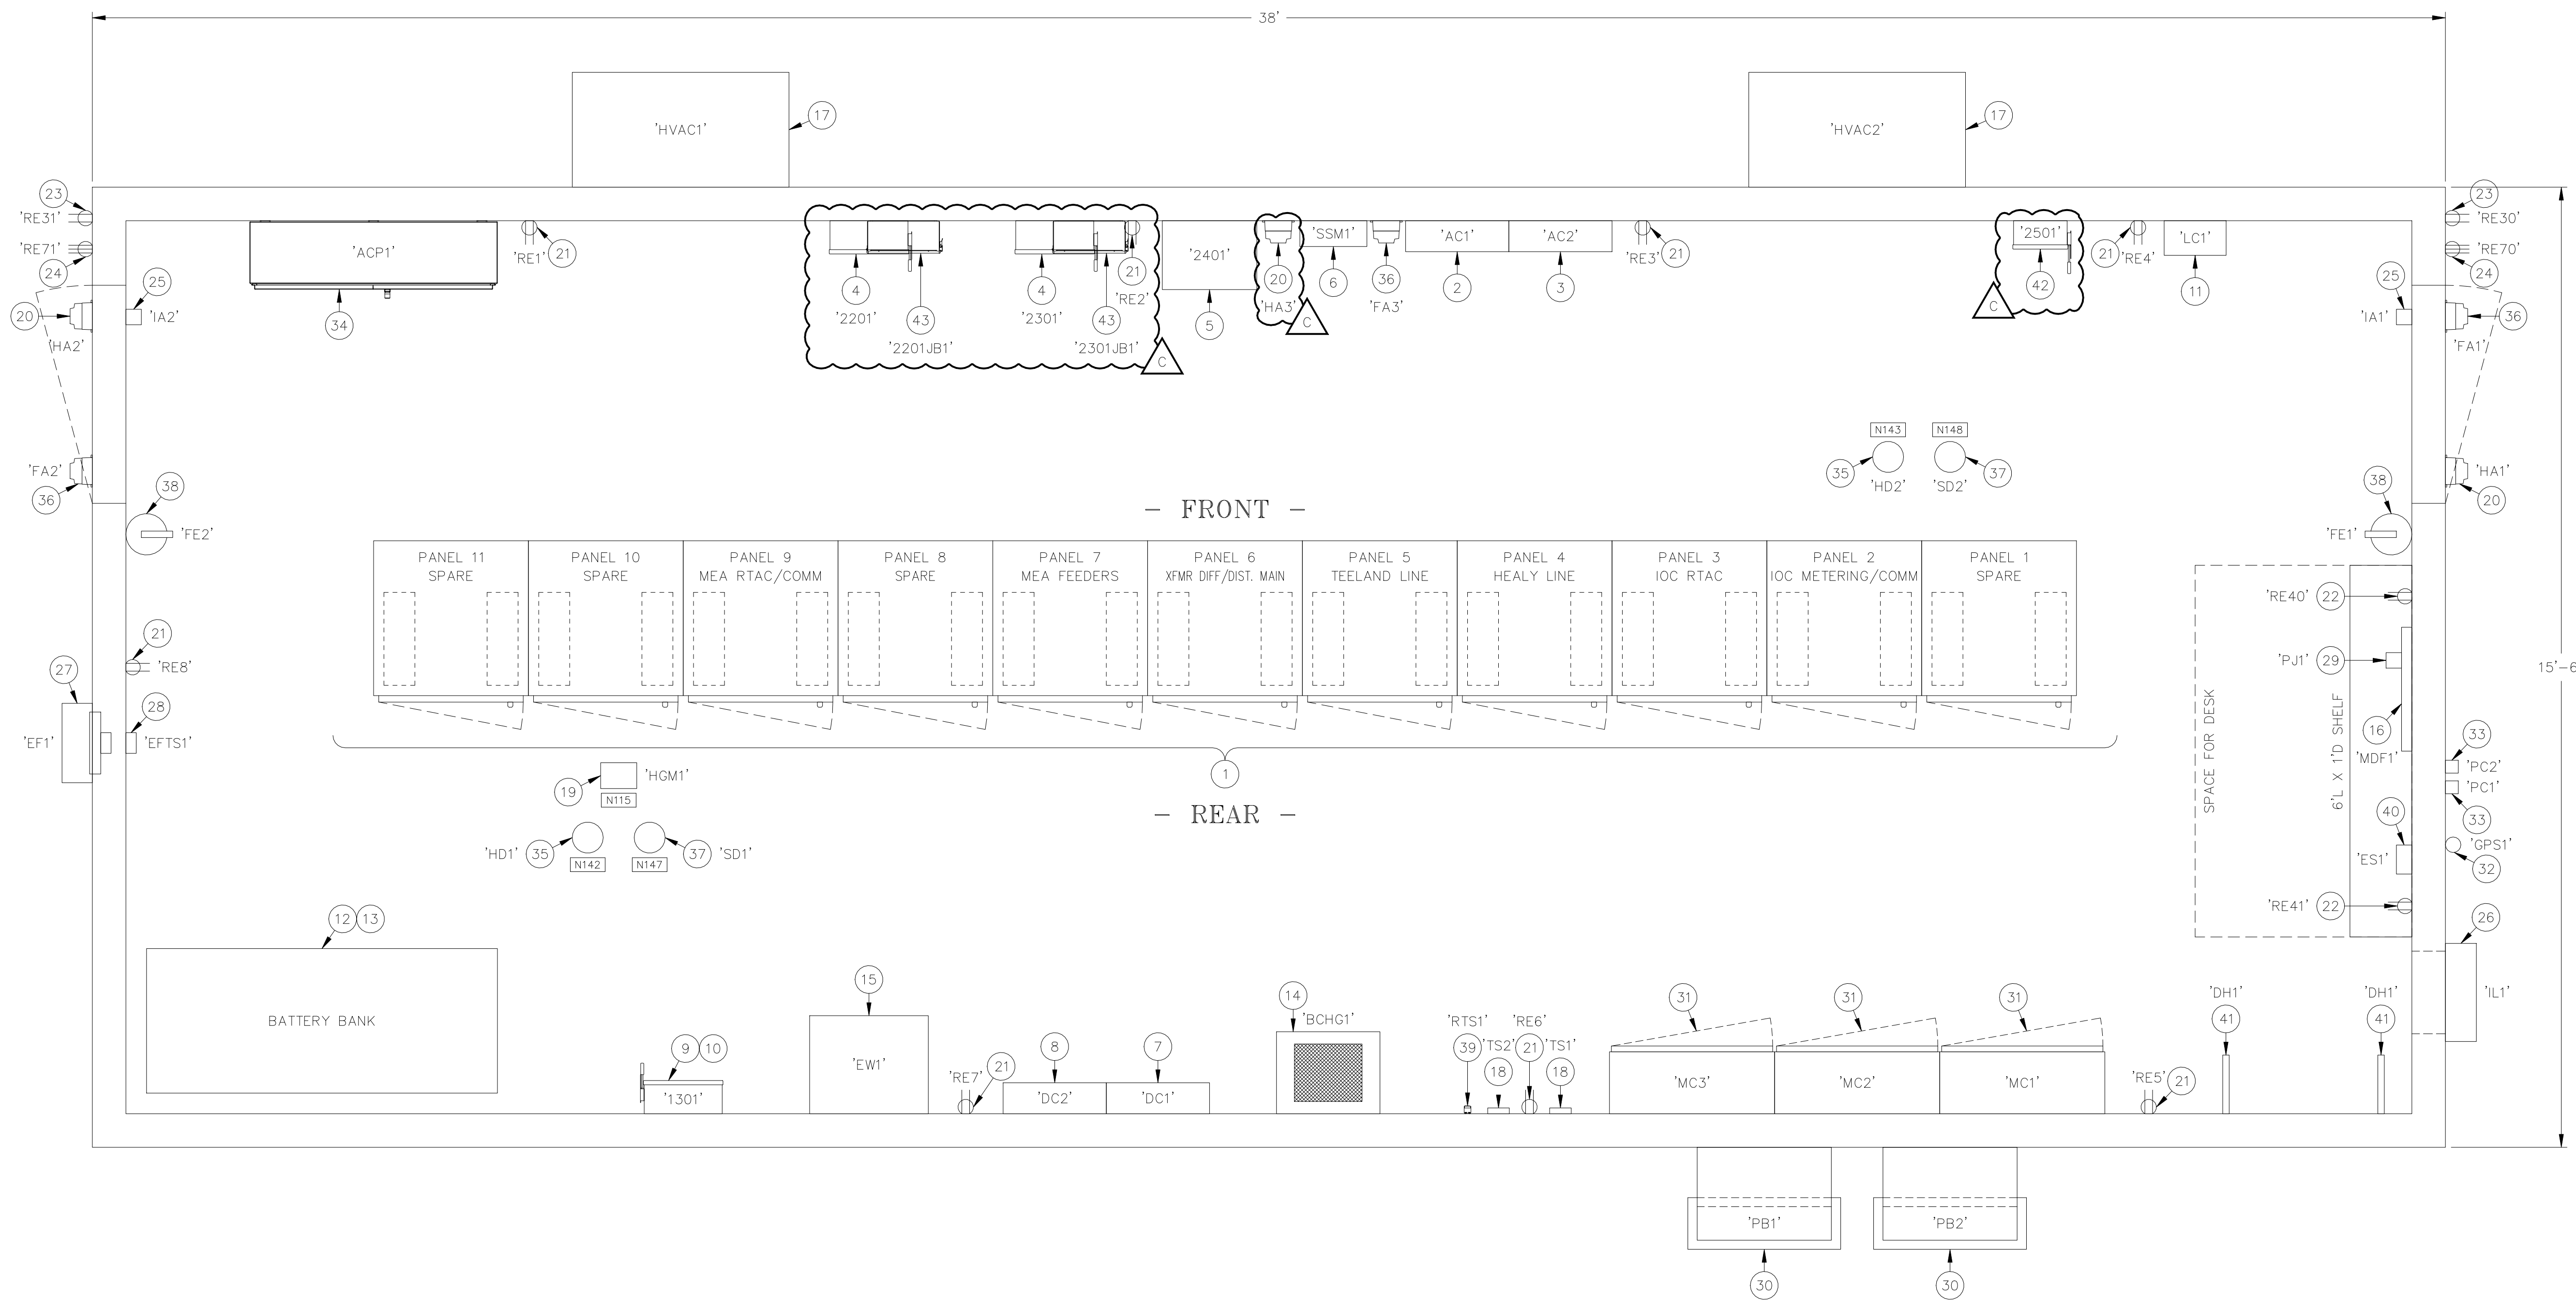 38'
'HVAC1'
17
'HVAC2'
17
23
'RE31'
'RE71'
24
25
'IA2'
20
'HA2'
'ACP1'
34
'RE1'
21
4
'2201'
43
'2201JB1'
4
'2301'
43
'2301JB1'
21
'RE2'
C
'2401'
5
20
'HA3'
C
'SSM1'
6
36
'FA3'
'AC1'
2
'AC2'
3
'RE3'
21
'2501'
42
C
21
'RE4'
'LC1'
11
23
'RE30'
'RE70'
24
25
'IA1'
36
'FA1'
'FA2'
36
38
'FE2'
N143
N148
35
'HD2'
37
'SD2'
'HA1'
20
38
'FE1'
- FRONT -
PANEL 11
SPARE
PANEL 10
SPARE
PANEL 9
MEA RTAC/COMM
PANEL 8
SPARE
PANEL 7
MEA FEEDERS
PANEL 6
XFMR DIFF/DIST. MAIN
PANEL 5
TEELAND LINE
PANEL 4
HEALY LINE
PANEL 3
IOC RTAC
PANEL 2
IOC METERING/COMM
PANEL 1
SPARE
21
'RE8'
27
'EF1'
28
'EFTS1'
'RE40'
22
'PJ1'
29
16
'MDF1'
SPACE FOR DESK
6'L X 1'D SHELF
15'-6
33
'PC2'
'PC1'
33
40
'ES1'
'GPS1'
32
'RE41'
22
26
'IL1'
1
- REAR -
19
'HGM1'
N115
'HD1'
35
37
'SD1'
N142
N147
12
13
BATTERY BANK
9
10
'1301'
15
'EW1'
'RE7'
21
8
'DC2'
7
'DC1'
14
'BCHG1'
'RTS1'
39
'TS2'
18
'RE6'
21
'TS1'
18
31
'MC3'
31
'MC2'
31
'MC1'
'RE5'
21
'DH1'
41
'DH1'
41
'PB1'
30
'PB2'
30